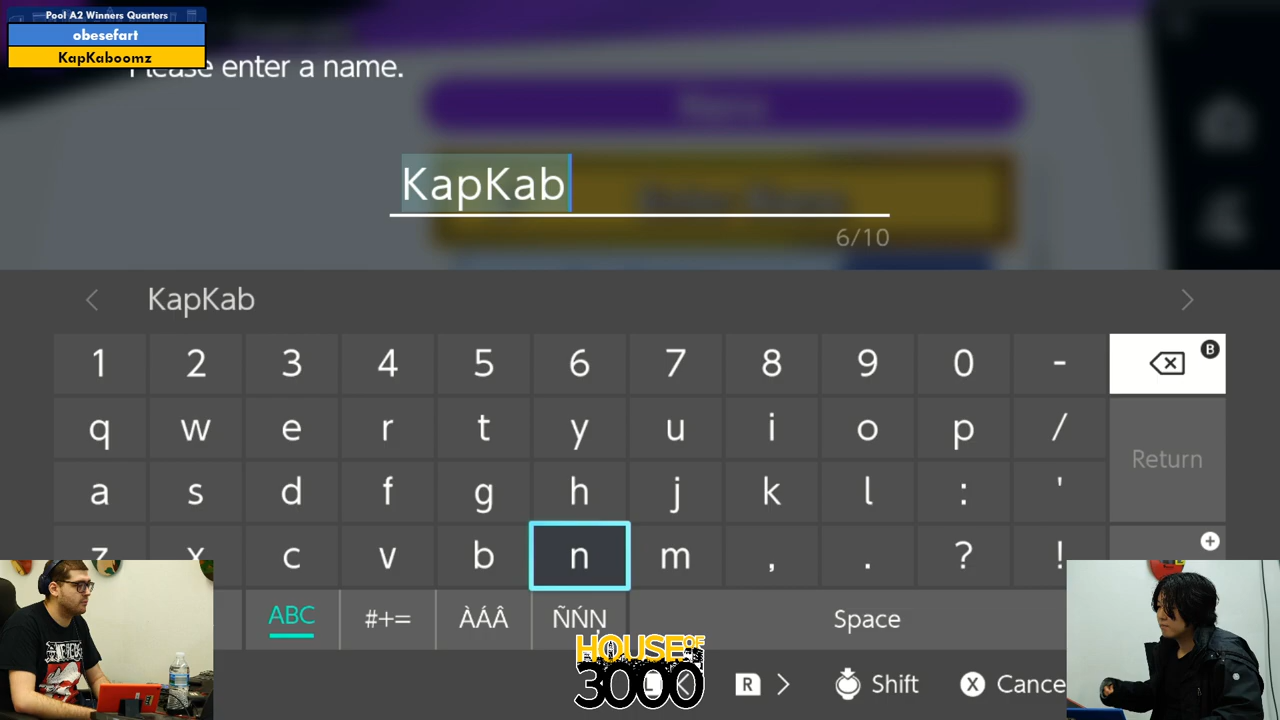 Pool A2 Winners Quarters
obesefart
KapKaboomz
Please enter a name.
KapKab
6/10
KapKab
1 2 3 4 5 6 7 8 9 0 - B
q w e r t y u i o p /
Return
a s d f g h j k l : '
z x c v b n m , . ? ! +
ABC #+= ÀÁÂ ÑŃŅ Space
HOUSE OF
3000
L R Shift X Cance